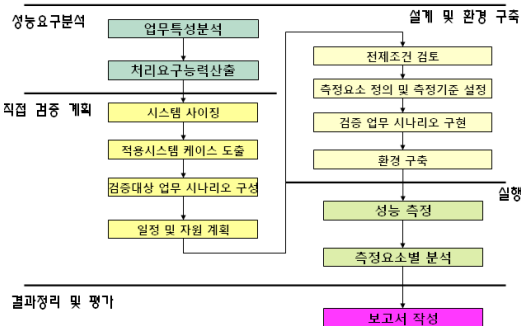 성능요구분석
업무특성분석
처리요구능력산출
직접 검증 계획
시스템 사이징
적용시스템 케이스 도출
검증대상 업무 시나리오 구성
일정 및 자원 계획
설계 및 환경 구축
전제조건 검토
측정요소 정의 및 측정기준 설정
검증 업무 시나리오 구현
환경 구축
실행
성능 측정
측정요소별 분석
결과정리 및 평가
보고서 작성